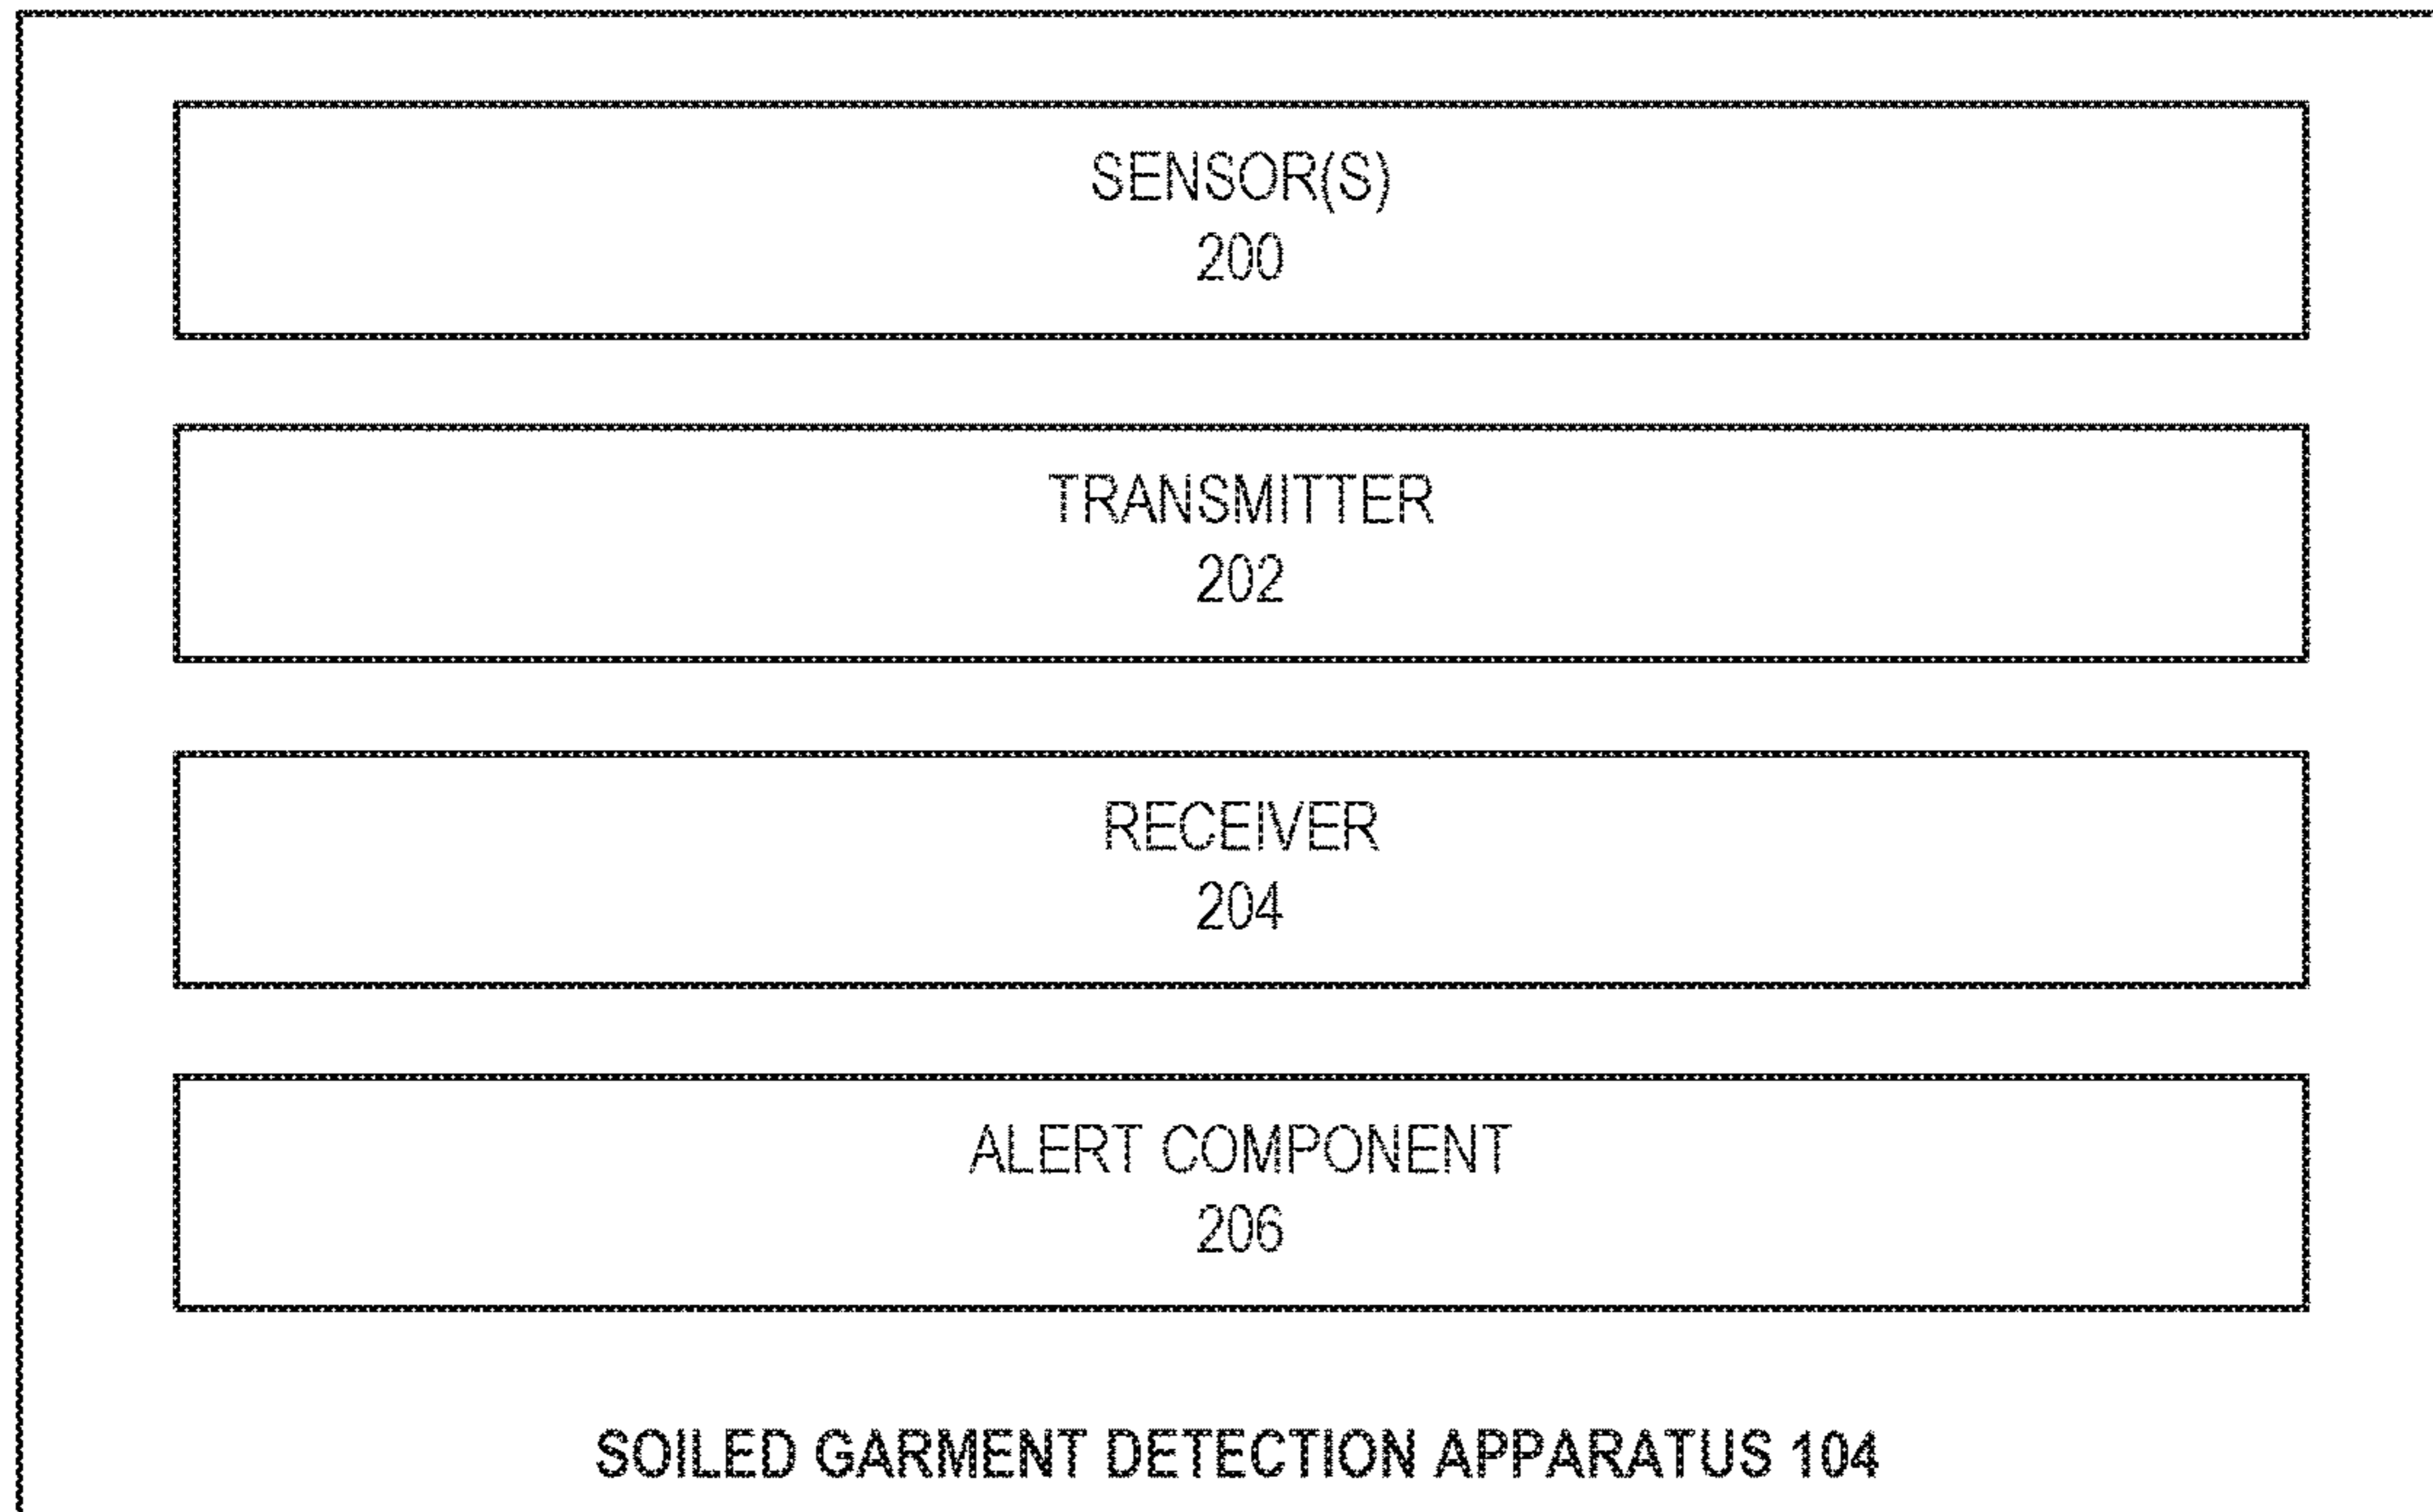 SENSOR(S)
200
TRANSMITTER
202
RECEIVER
204
ALERT COMPONENT
206
SOILED GARMENT DETECTION APPARATUS 104